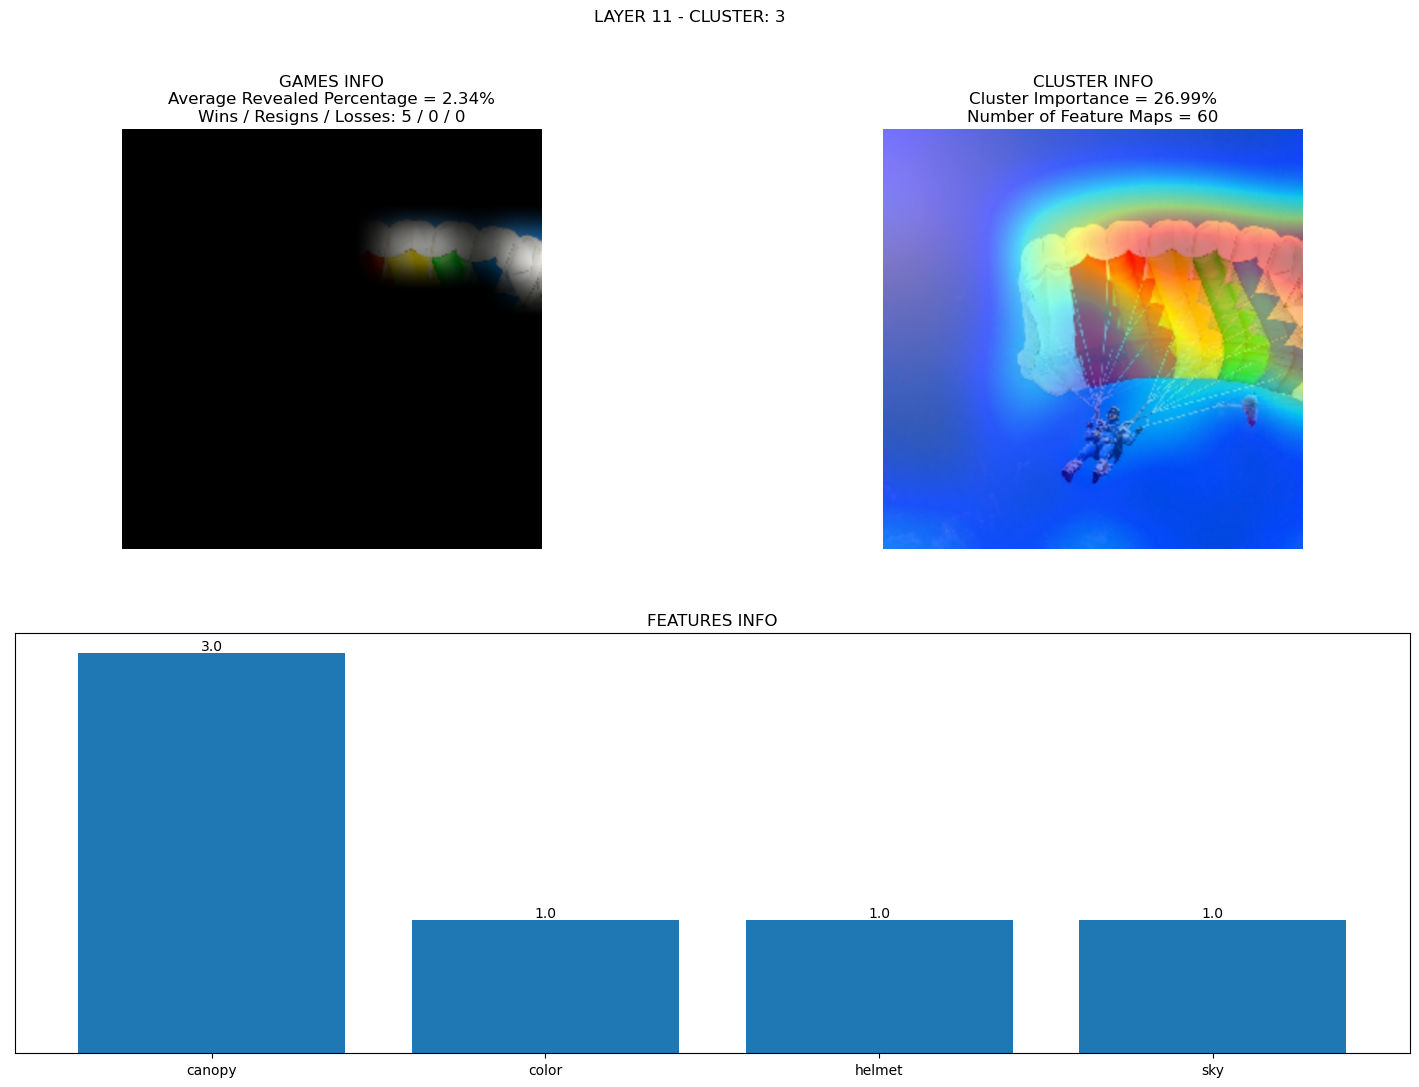 LAYER 11 - CLUSTER: 3
GAMES INFO
Average Revealed Percentage = 2.34%
Wins / Resigns / Losses: 5 / 0 / 0
CLUSTER INFO
Cluster Importance = 26.99%
Number of Feature Maps = 60
FEATURES INFO
3.0
1.0
1.0
1.0
canopy
color
helmet
sky